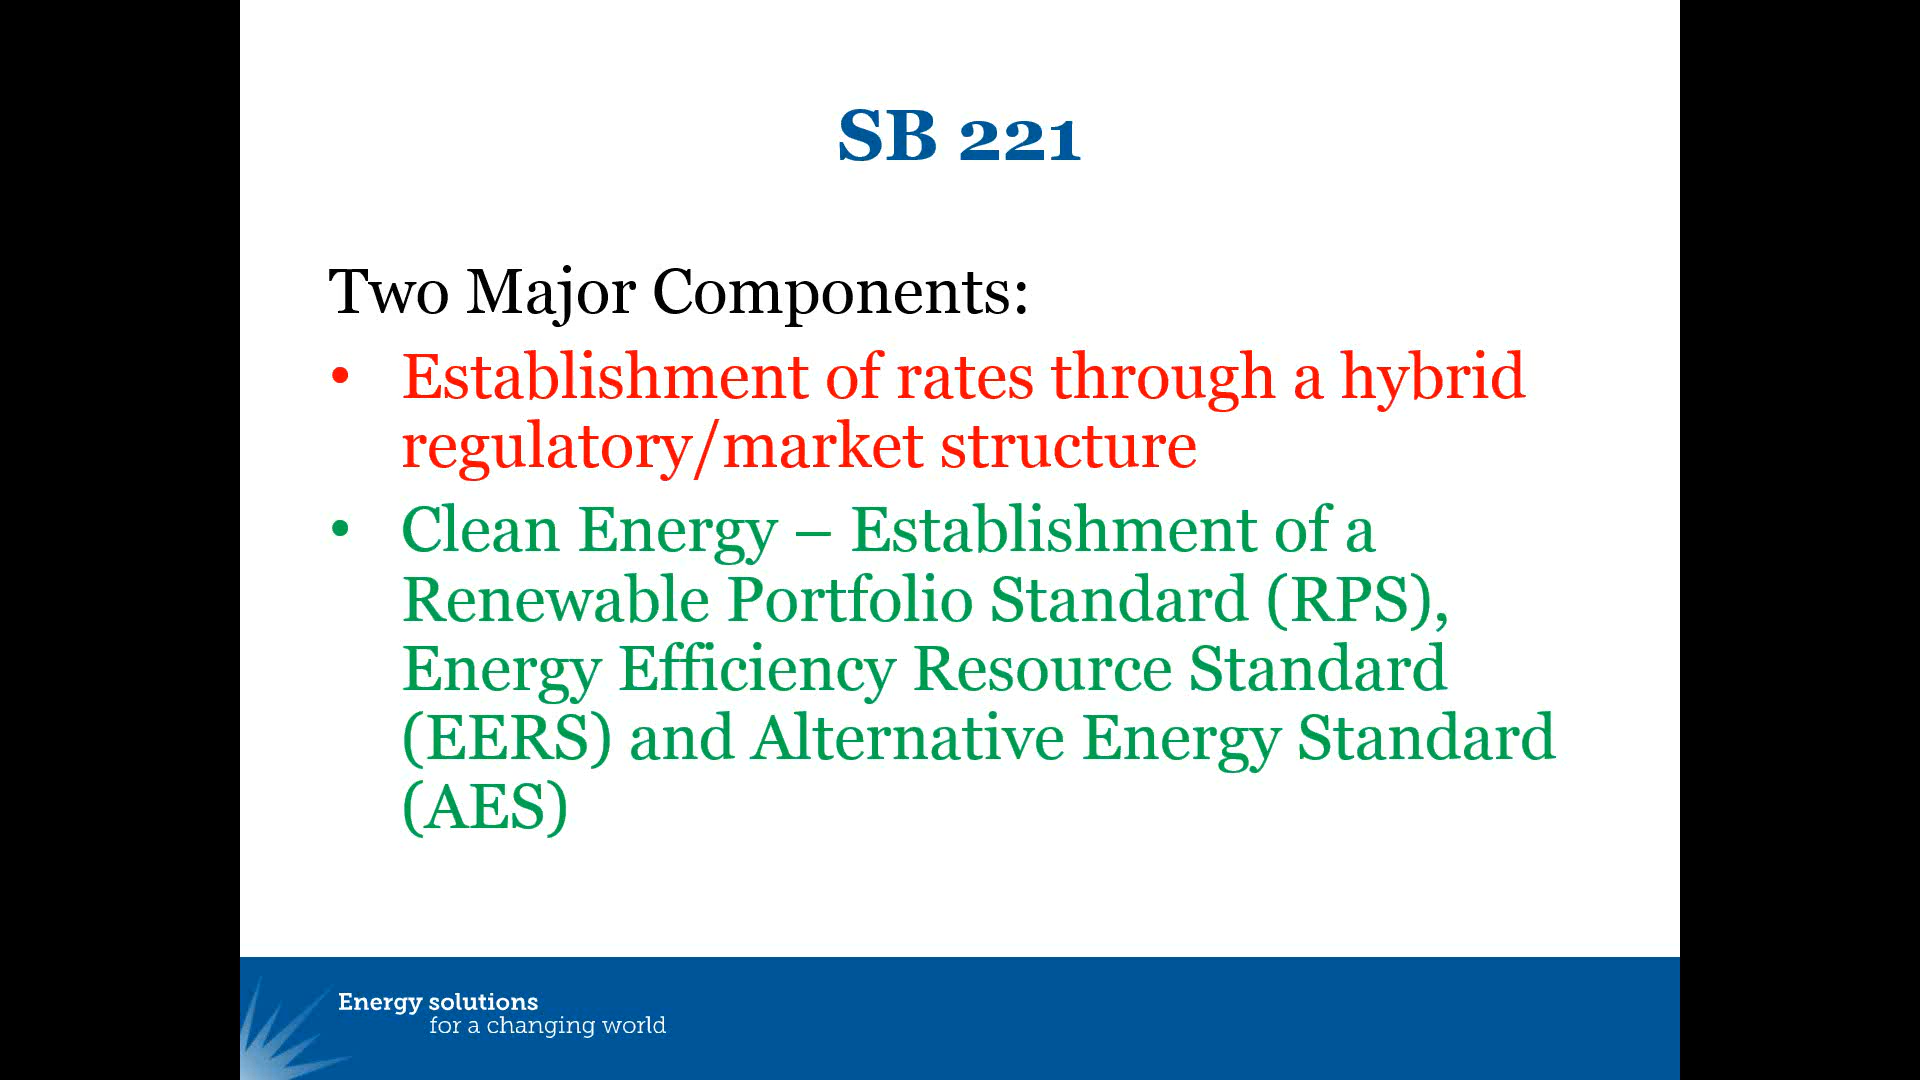 SB 221
Two Major Components:
• Establishment of rates through a hybrid
regulatory/market structure
• Clean Energy – Establishment of a
Renewable Portfolio Standard (RPS),
Energy Efficiency Resource Standard
(EERS) and Alternative Energy Standard
(AES)
Energy solutions
for a changing world